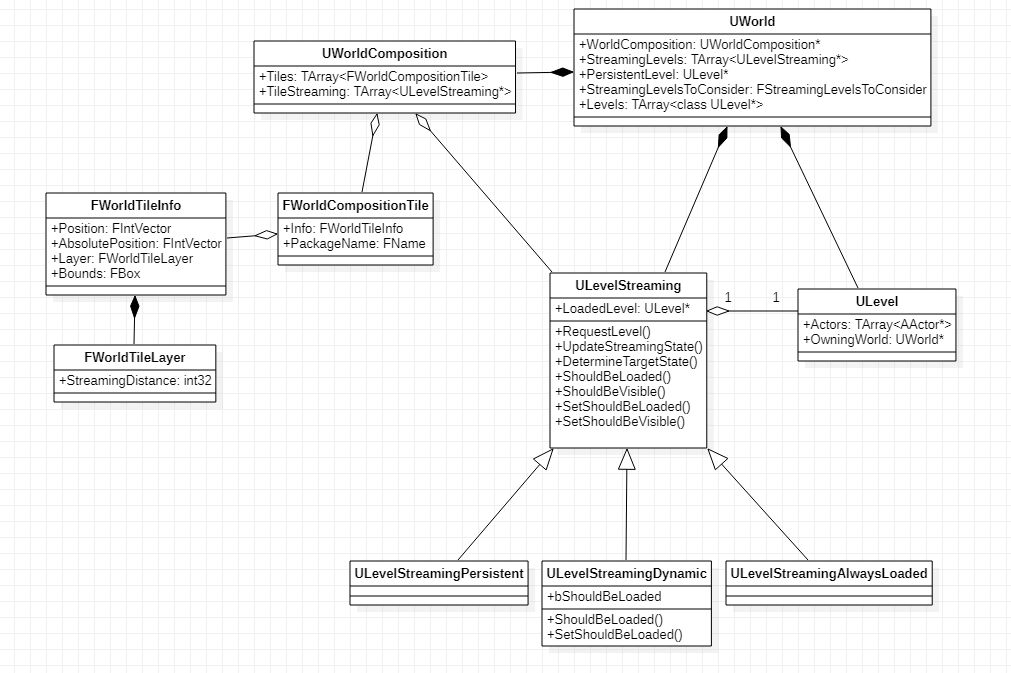 UWorld
+WorldComposition: UWorldComposition*
+StreamingLevels: TArray<ULevelStreaming*>
+PersistentLevel: ULevel*
+StreamingLevelsToConsider: FStreamingLevelsToConsider
+Levels: TArray<class ULevel*>
UWorldComposition
+Tiles: TArray<FWorldCompositionTile>
+TileStreaming: TArray<ULevelStreaming*>
FWorldTileInfo
+Position: FIntVector
+AbsolutePosition: FIntVector
+Layer: FWorldTileLayer
+Bounds: FBox
FWorldCompositionTile
+Info: FWorldTileInfo
+PackageName: FName
FWorldTileLayer
+StreamingDistance: int32
ULevelStreaming
+LoadedLevel: ULevel*
+RequestLevel()
+UpdateStreamingState()
+DetermineTargetState()
+ShouldBeLoaded()
+ShouldBeVisible()
+SetShouldBeLoaded()
+SetShouldBeVisible()
1
1
ULevel
+Actors: TArray<AActor*>
+OwningWorld: UWorld*
ULevelStreamingPersistent
ULevelStreamingDynamic
+bShouldBeLoaded
+ShouldBeLoaded()
+SetShouldBeLoaded()
ULevelStreamingAlwaysLoaded